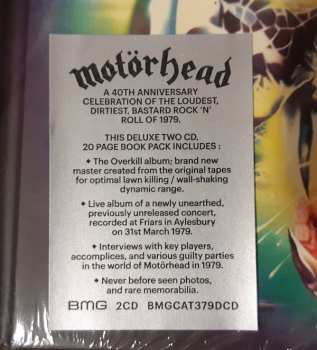 motörhead
A 40TH ANNIVERSARY
CELEBRATION OF THE LOUDEST,
DIRTIEST, BASTARD ROCK 'N'
ROLL OF 1979.
THIS DELUXE TWO CD,
20 PAGE BOOK PACK INCLUDES :
✦ The Overkill album; brand new
master created from the original tapes
for optimal lawn killing / wall-shaking
dynamic range.
✦ Live album of a newly unearthed,
previously unreleased concert,
recorded at Friars in Aylesbury
on 31st March 1979.
✦ Interviews with key players,
accomplices, and various guilty parties
in the world of Motörhead in 1979.
✦ Never before seen photos,
and rare memorabilia.
BMG 2CD BMGCAT379DCD